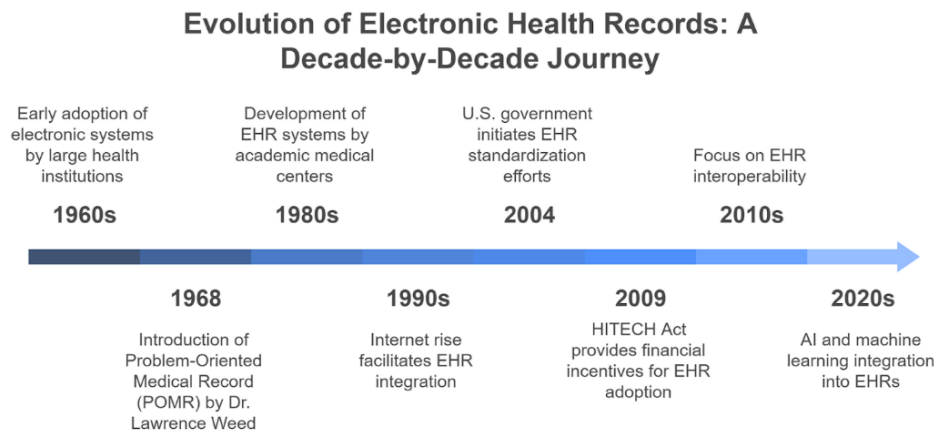 Evolution of Electronic Health Records: A
Decade-by-Decade Journey
Early adoption of
electronic systems
by large health
institutions
1960s
Development of
EHR systems by
academic medical
centers
1980s
U.S. government
initiates EHR
standardization
efforts
2004
Focus on EHR
interoperability
2010s
1968
Introduction of
Problem-Oriented
Medical Record
(POMR) by Dr.
Lawrence Weed
1990s
Internet rise
facilitates EHR
integration
2009
HITECH Act
provides financial
incentives for EHR
adoption
2020s
AI and machine
learning integration
into EHRs